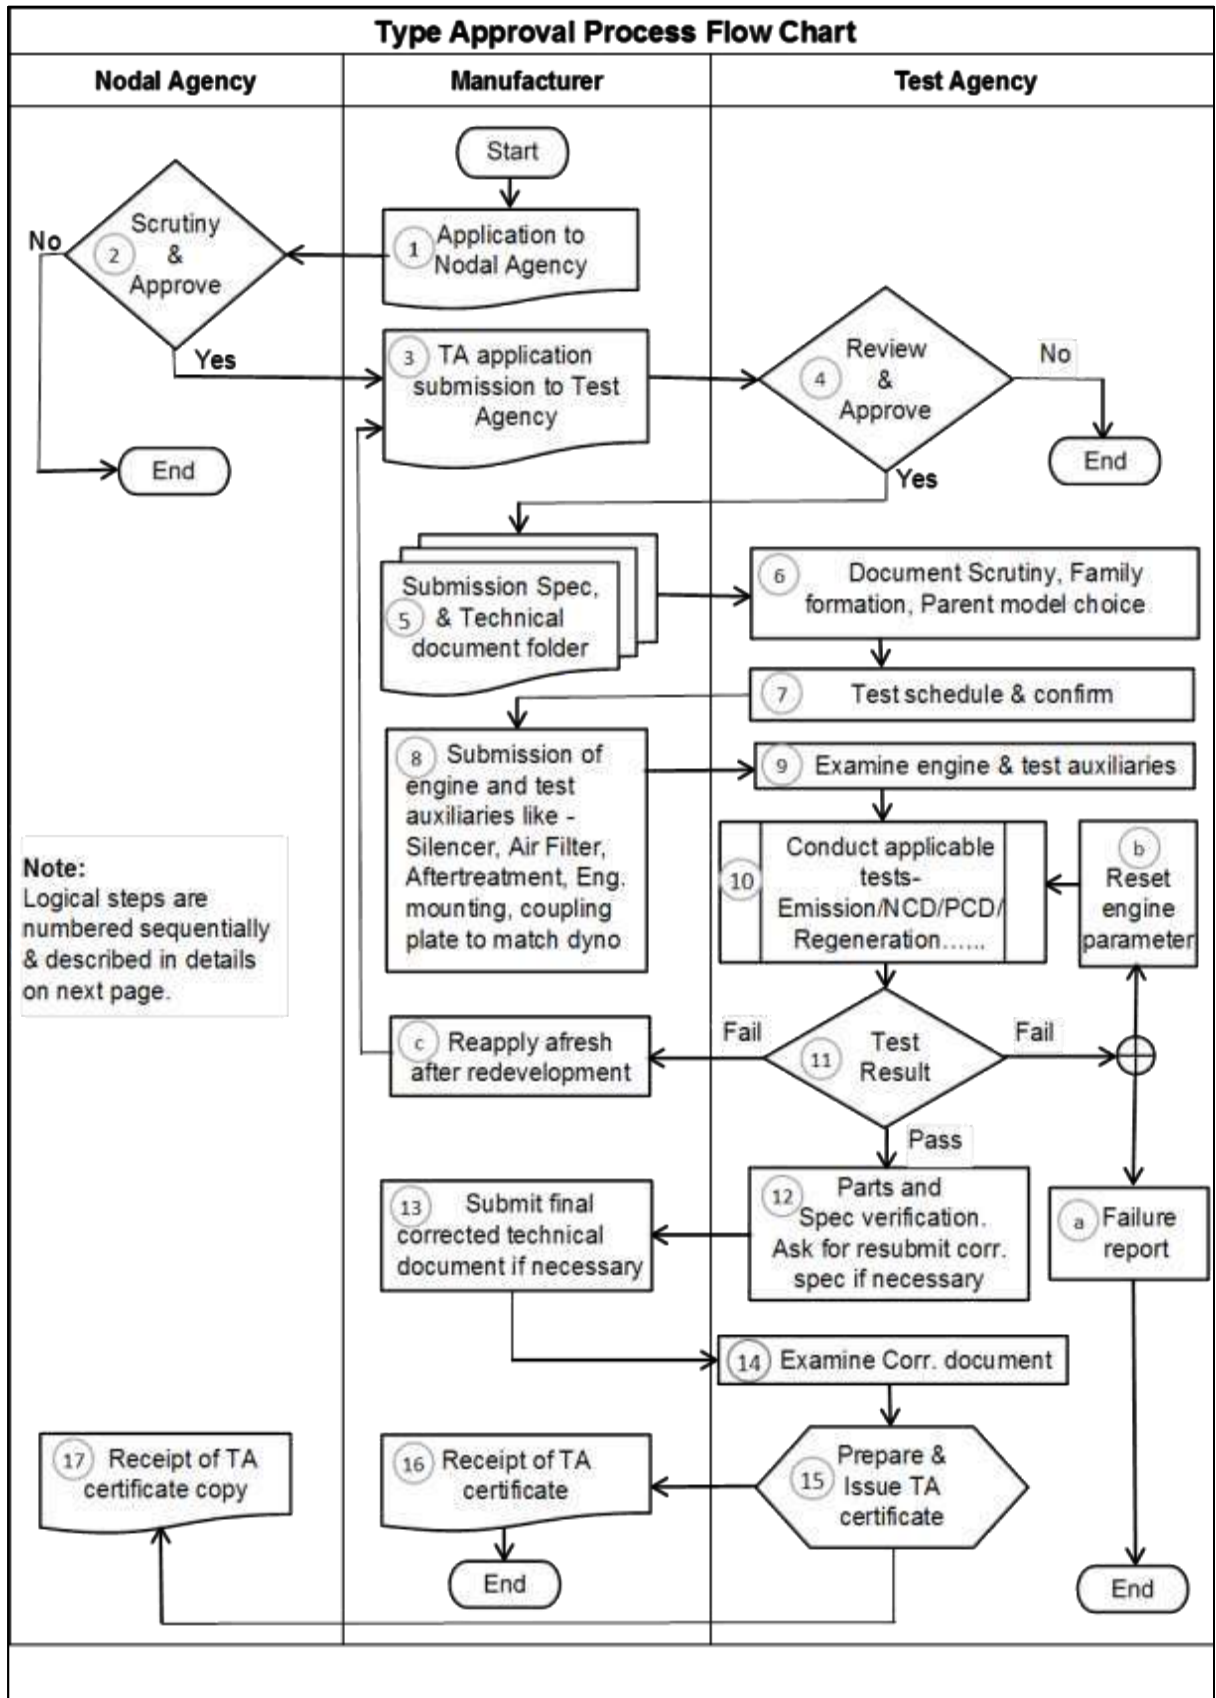 Type Approval Process Flow Chart
Nodal Agency
Manufacturer
Test Agency
Start
1
Application to
Nodal Agency
Scrutiny
2
&
Approve
No
Yes
End
3
TA application
submission to Test
Agency
Review
4
&
Approve
No
End
Yes
Submission Spec,
5
& Technical
document folder
6
Document Scrutiny, Family
formation, Parent model choice
7
Test schedule & confirm
8
Submission of
engine and test
auxiliaries like -
Silencer, Air Filter,
Aftertreatment, Eng.
mounting, coupling
plate to match dyno
9
Examine engine & test auxiliaries
10
Conduct applicable
tests-
Emission/NCD/PCD/
Regeneration......
b
Reset
engine
parameter
Note:
Logical steps are
numbered sequentially
& described in details
on next page.
11
Test
Result
Fail
Fail
c
Reapply afresh
after redevelopment
Pass
12
Parts and
Spec verification.
Ask for resubmit corr.
spec if necessary
a
Failure
report
13
Submit final
corrected technical
document if necessary
14
Examine Corr. document
15
Prepare &
Issue TA
certificate
16
Receipt of TA
certificate
17
Receipt of TA
certificate copy
End
End